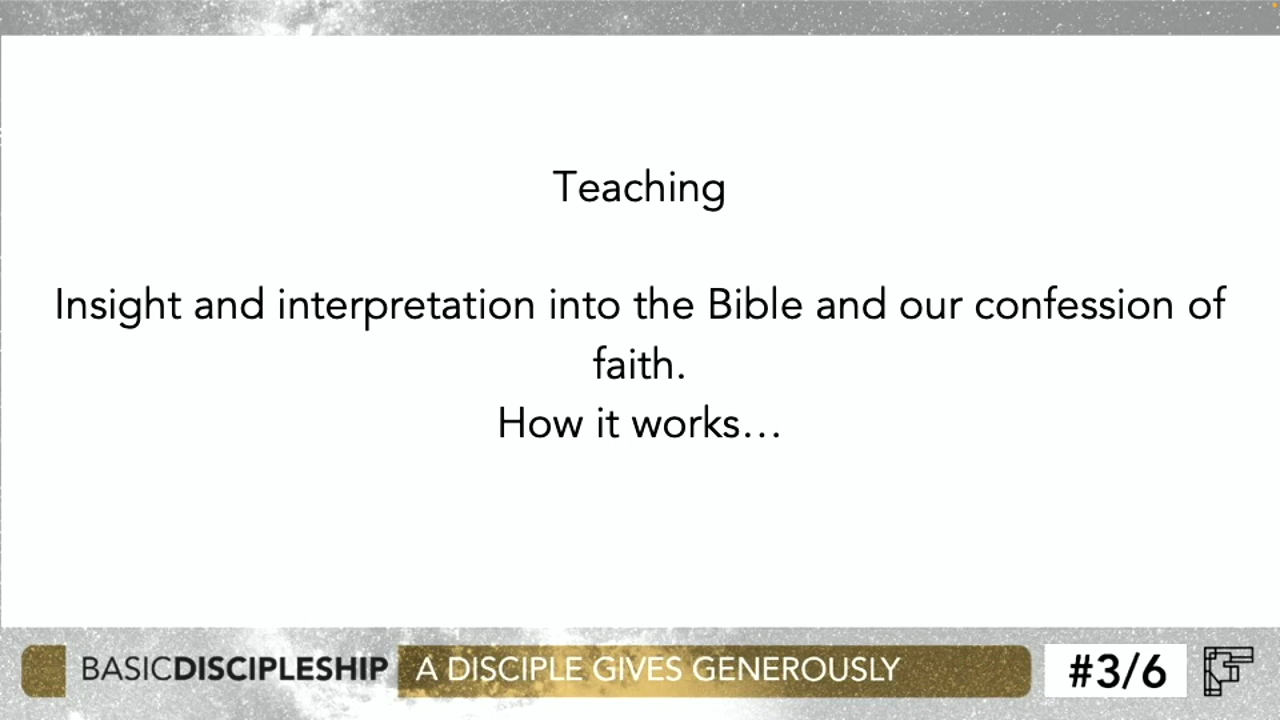 Teaching
Insight and interpretation into the Bible and our confession of
faith.
How it works…
BASICDISCIPLESHIP A DISCIPLE GIVES GENEROUSLY #3/6